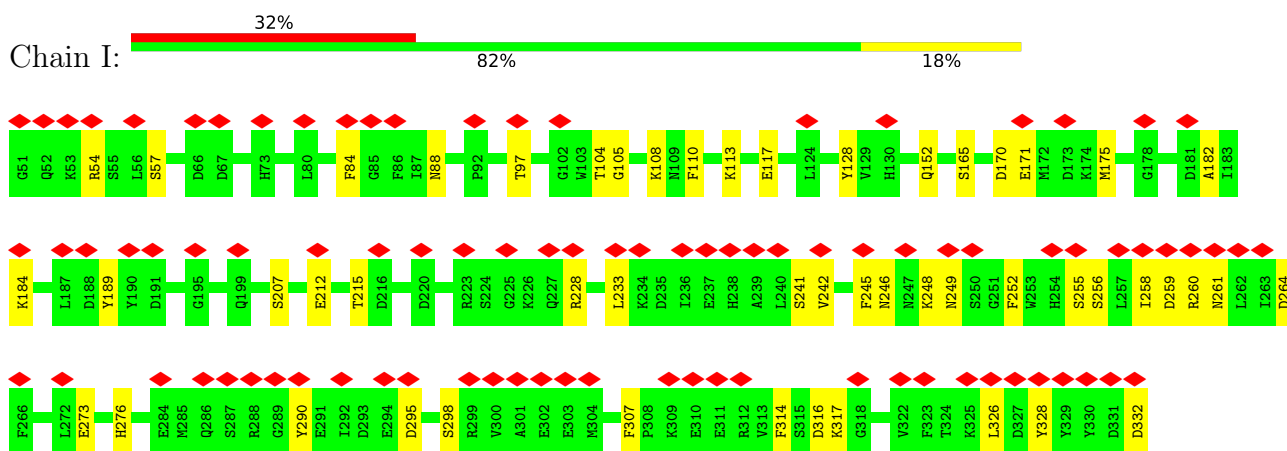 32%
Chain I:
82% 18%
G51 Q52 K53 R54 S55 L56 S57 D66 D67 H73 L80 F84 G85 F86 I87 N88 P92 T97 G102 W103 T104 G105 K108 N109 F110 K113 E117 L124 Y128 V129 H130 Q152 S165 D170 E171 M172 D173 K174 M175 G178 D181 A182 I183
K184 L187 D188 Y189 Y190 D191 G195 Q199 S207 E212 T215 D216 D220 R223 S224 G225 K226 Q227 R228 L233 K234 D235 I236 E237 H238 A239 L240 S241 V242 F245 N246 N247 K248 N249 S250 G251 F252 W253 H254 S255 S256 L257 I258 D259 R260 N261 L262 I263 D264
F266 L272 E273 H276 E284 M285 Q286 S287 R288 G289 Y290 E291 I292 D293 E294 D295 S298 R299 V300 A301 E302 E303 M304 F307 P308 K309 E310 E311 R312 V313 F314 S315 D316 K317 G318 V322 F323 T324 K325 L326 D327 Y328 Y329 Y330 D331 D332